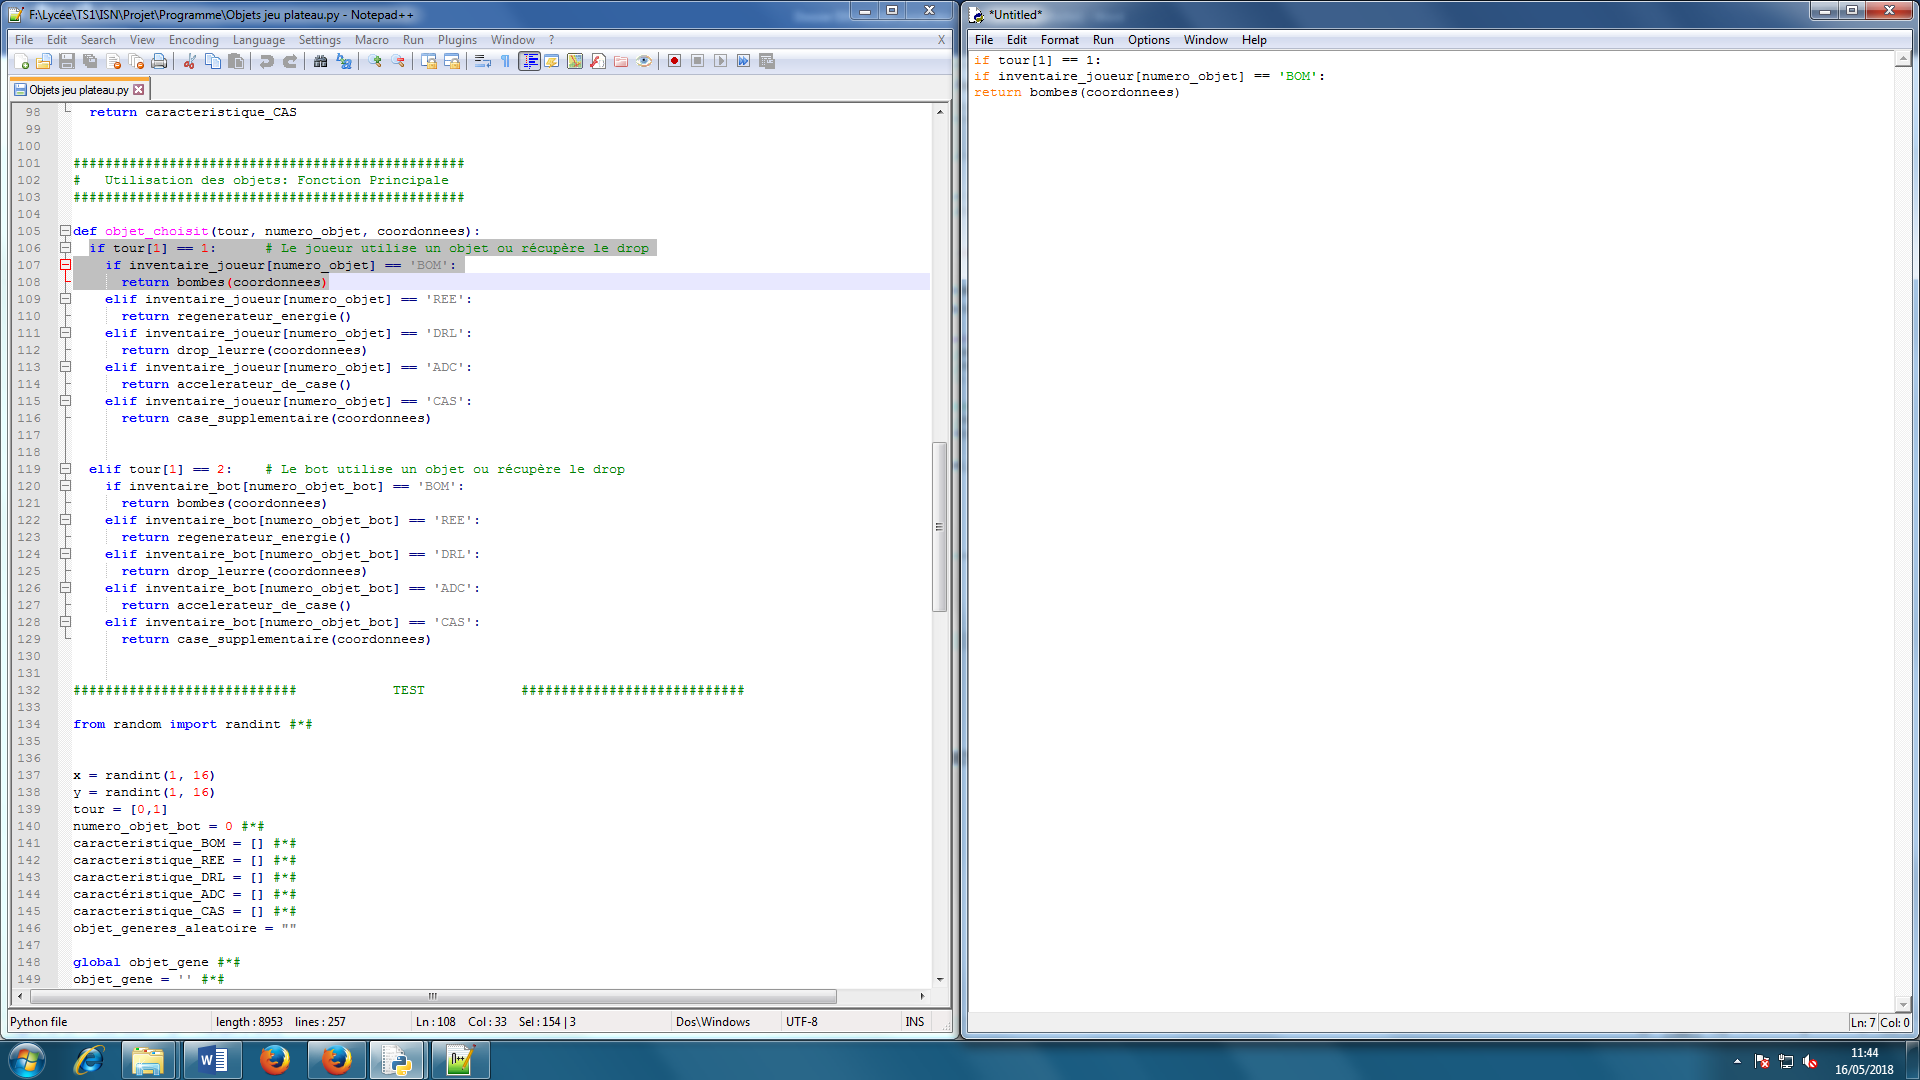 F:\Lycée\TS1\ISN\Projet\Programme\Objets jeu plateau.py - Notepad++
File Edit Search View Encoding Language Settings Macro Run Plugins Window ? X
Objets jeu plateau.py
98 return caracteristique_CAS
99
100
101 #################################################
102 #   Utilisation des objets: Fonction Principale
103 #################################################
104
105 def objet_choisit(tour, numero_objet, coordonnees):
106 if tour[1] == 1:      # Le joueur utilise un objet ou récupère le drop
107 if inventaire_joueur[numero_objet] == 'BOM':
108 return bombes(coordonnees)
109 elif inventaire_joueur[numero_objet] == 'REE':
110 return regenerateur_energie()
111 elif inventaire_joueur[numero_objet] == 'DRL':
112 return drop_leurre(coordonnees)
113 elif inventaire_joueur[numero_objet] == 'ADC':
114 return accelerateur_de_case()
115 elif inventaire_joueur[numero_objet] == 'CAS':
116 return case_supplementaire(coordonnees)
117
118
119 elif tour[1] == 2:    # Le bot utilise un objet ou récupère le drop
120 if inventaire_bot[numero_objet_bot] == 'BOM':
121 return bombes(coordonnees)
122 elif inventaire_bot[numero_objet_bot] == 'REE':
123 return regenerateur_energie()
124 elif inventaire_bot[numero_objet_bot] == 'DRL':
125 return drop_leurre(coordonnees)
126 elif inventaire_bot[numero_objet_bot] == 'ADC':
127 return accelerateur_de_case()
128 elif inventaire_bot[numero_objet_bot] == 'CAS':
129 return case_supplementaire(coordonnees)
130
131
132 ############################            TEST            ############################
133
134 from random import randint #*#
135
136
137 x = randint(1, 16)
138 y = randint(1, 16)
139 tour = [0,1]
140 numero_objet_bot = 0 #*#
141 caracteristique_BOM = [] #*#
142 caracteristique_REE = [] #*#
143 caracteristique_DRL = [] #*#
144 caractéristique_ADC = [] #*#
145 caracteristique_CAS = [] #*#
146 objet_generes_aleatoire = ""
147
148 global objet_gene #*#
149 objet_gene = '' #*#
Python file length : 8953 lines : 257 Ln : 108 Col : 33 Sel : 154 | 3 Dos\Windows UTF-8 INS
*Untitled*
File Edit Format Run Options Window Help
if tour[1] == 1:
if inventaire_joueur[numero_objet] == 'BOM':
return bombes(coordonnees)
Ln: 7 Col: 0
11:44
16/05/2018